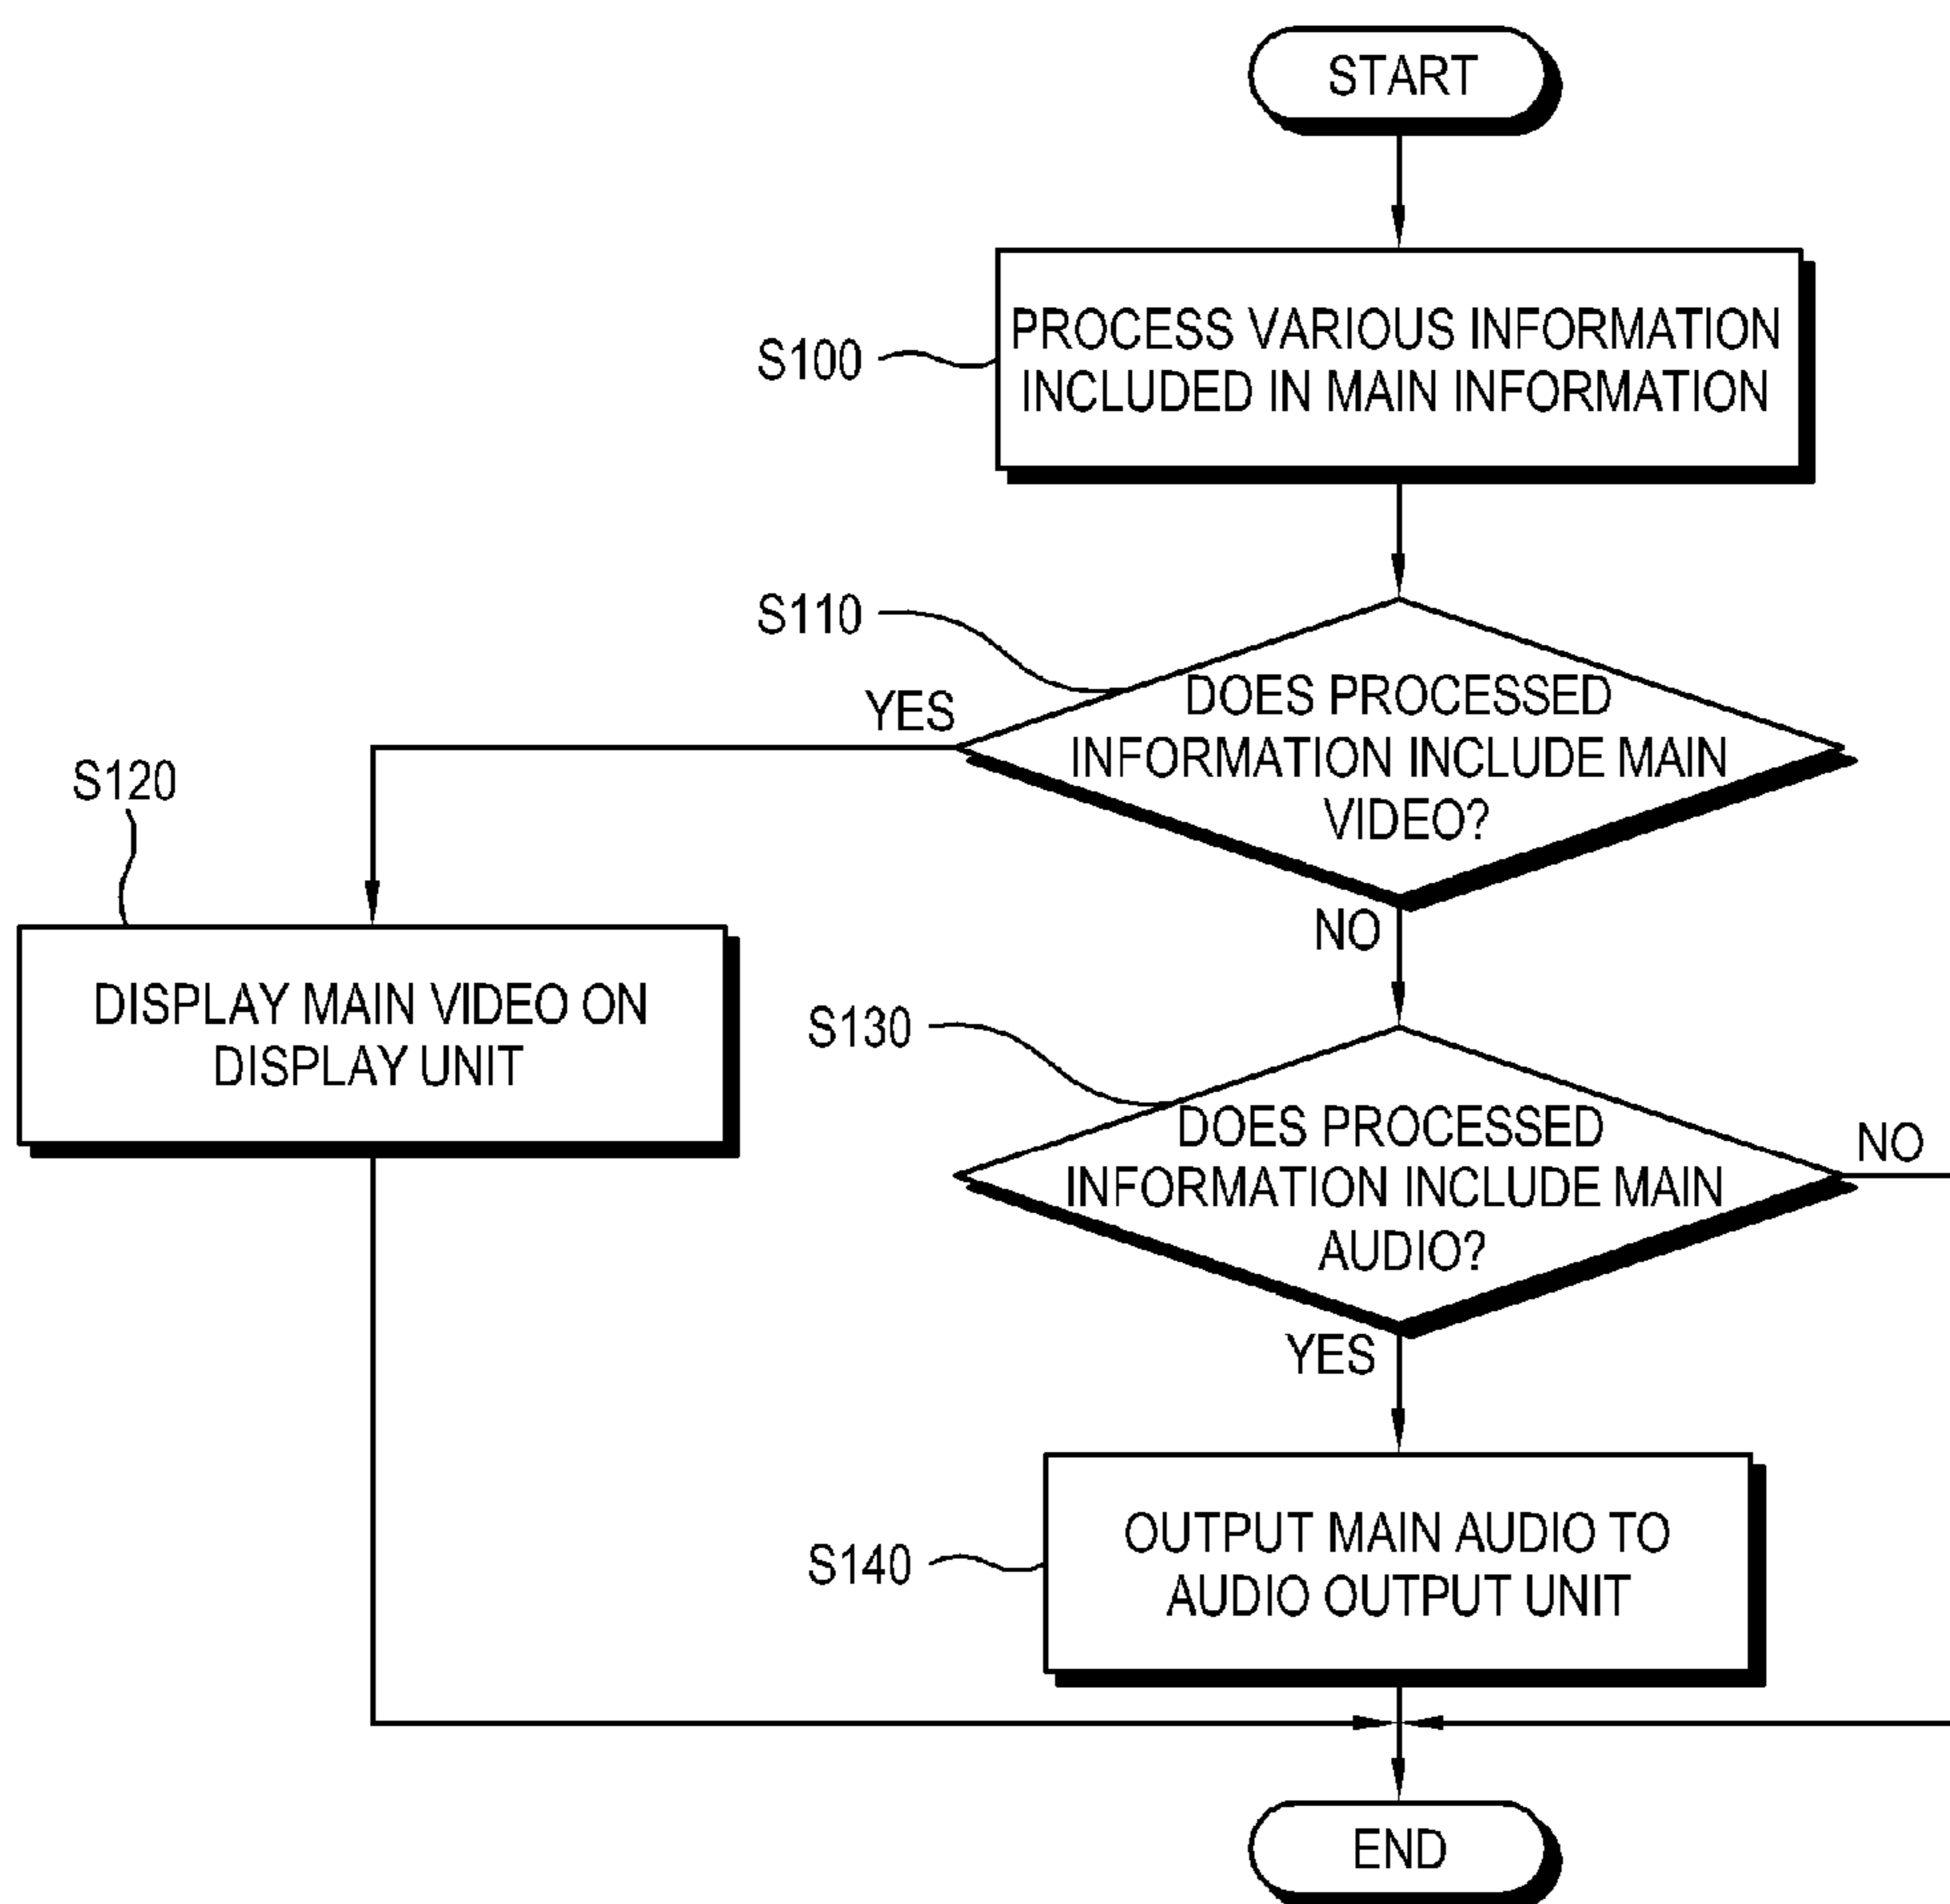 START
S100
PROCESS VARIOUS INFORMATION
INCLUDED IN MAIN INFORMATION
S110
DOES PROCESSED
INFORMATION INCLUDE MAIN
VIDEO?
YES
NO
S120
DISPLAY MAIN VIDEO ON
DISPLAY UNIT
S130
DOES PROCESSED
INFORMATION INCLUDE MAIN
AUDIO?
NO
YES
S140
OUTPUT MAIN AUDIO TO
AUDIO OUTPUT UNIT
END